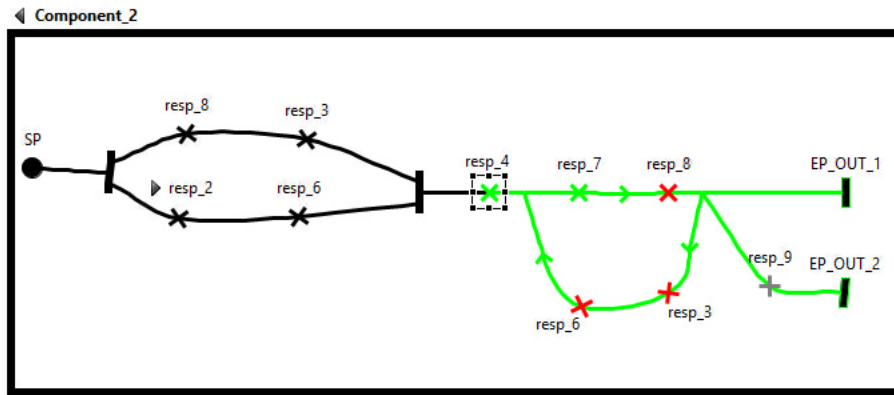 Component_2
resp_8
resp_3
SP
resp_4
resp_7
resp_8
EP_OUT_1
resp_2
resp_6
resp_9
EP_OUT_2
resp_6
resp_3